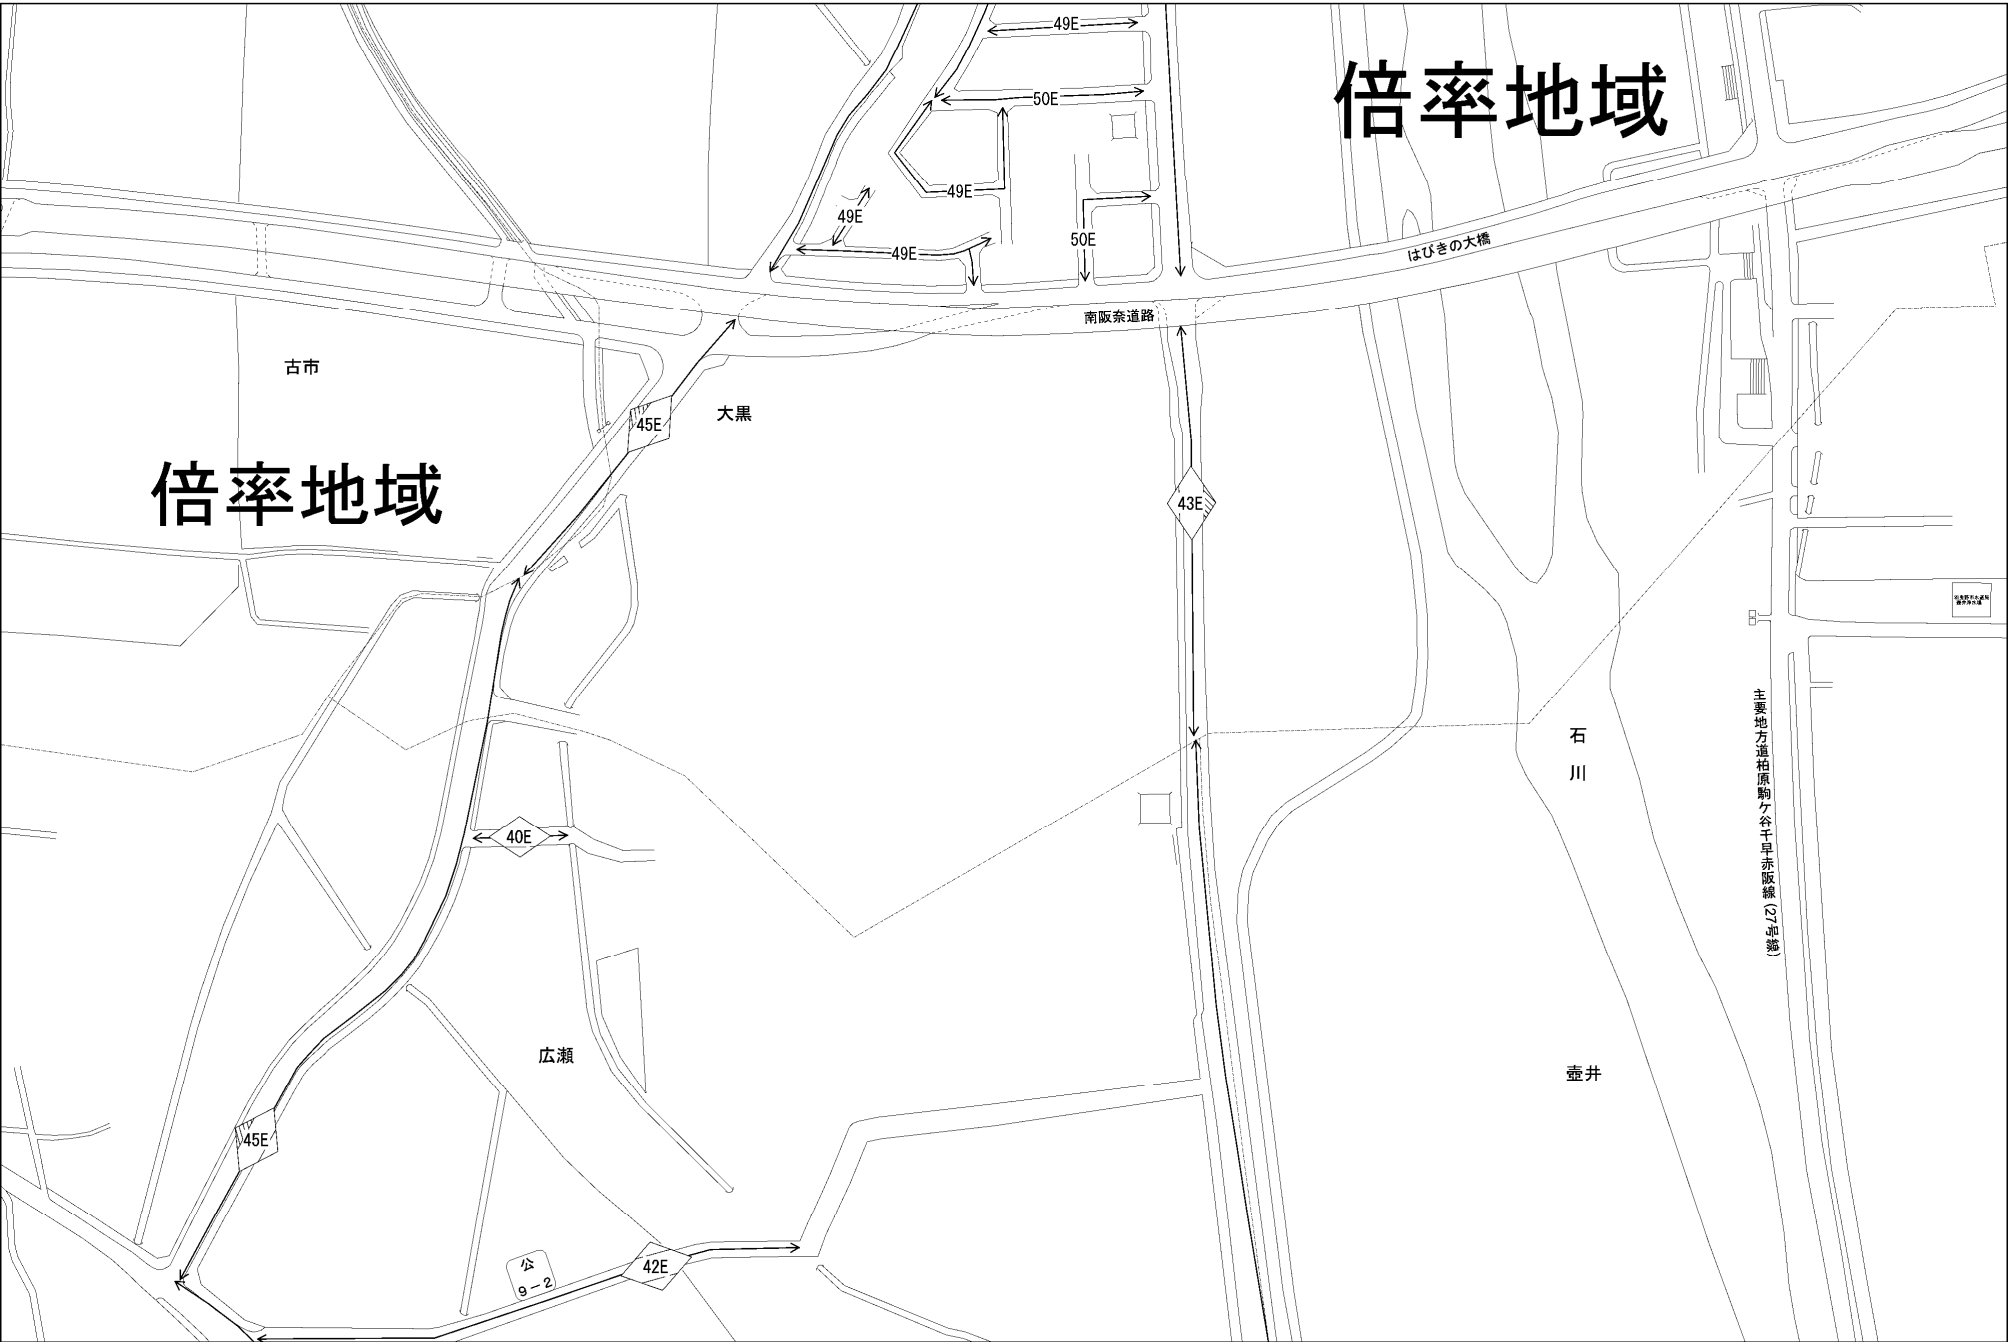 49E
50E
倍率地域
49E
49E
50E
49E
はびきの大橋
南阪奈道路
古市
大黒
45E
倍率地域
43E
石川
主要地方道柏原駒ケ谷千早赤阪線(27号線)
40E
広瀬
壺井
45E
公
9-2
42E